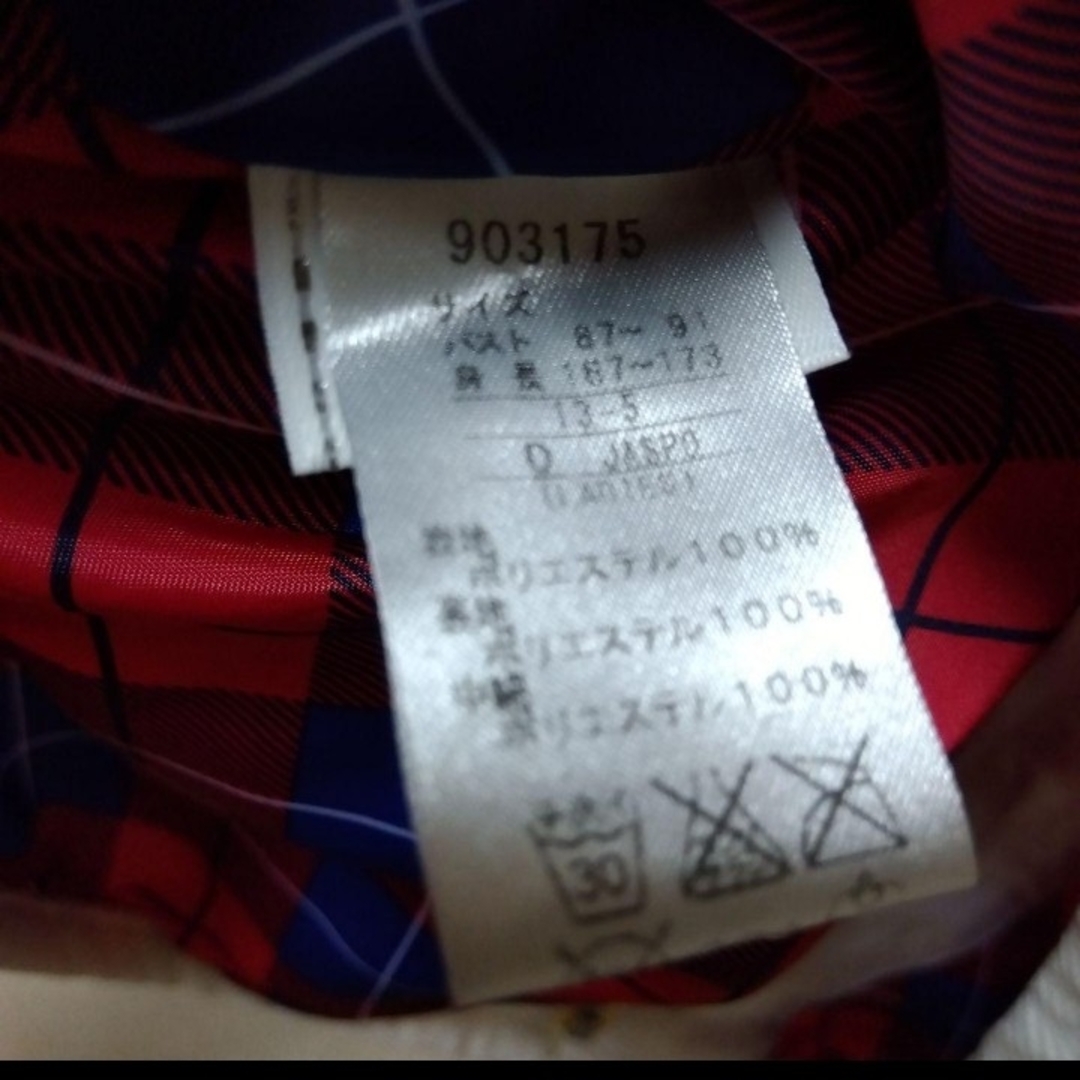 903175
サイズ
バスト 87〜91
身長 167〜173
13-5
D JASPO
表地
ポリエステル100%
裏地
ポリエステル100%
中綿
ポリエステル100%
30